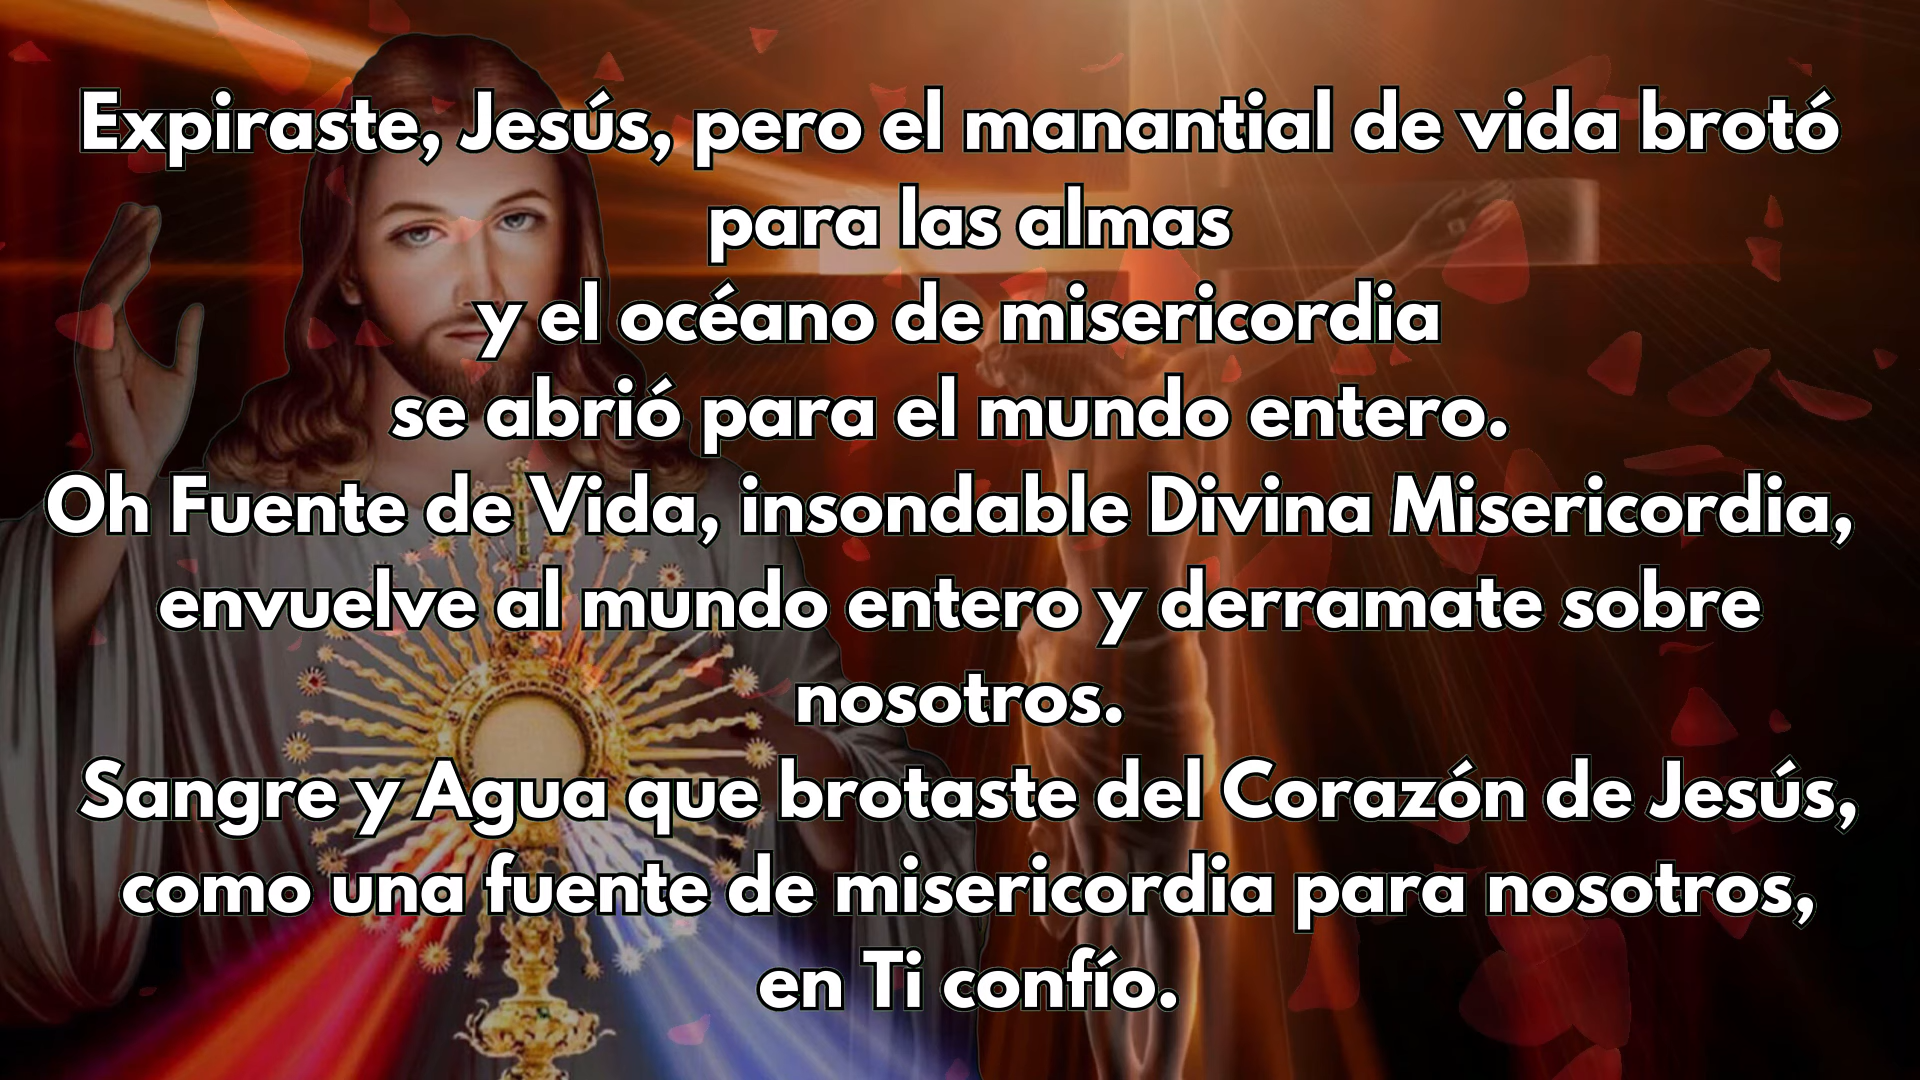 Expiraste, Jesús, pero el manantial de vida brotó
para las almas
y el océano de misericordia
se abrió para el mundo entero.
Oh Fuente de Vida, insondable Divina Misericordia,
envuelve al mundo entero y derramate sobre
nosotros.
Sangre y Agua que brotaste del Corazón de Jesús,
como una fuente de misericordia para nosotros,
en Ti confío.